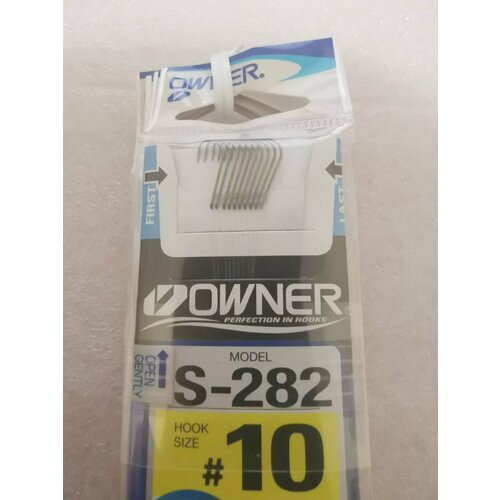 OWNER®
FIRST
LAST
OWNER®
PERFECTION IN HOOKS
OPEN
GENTLY
MODEL
S-282
HOOK
SIZE
#10